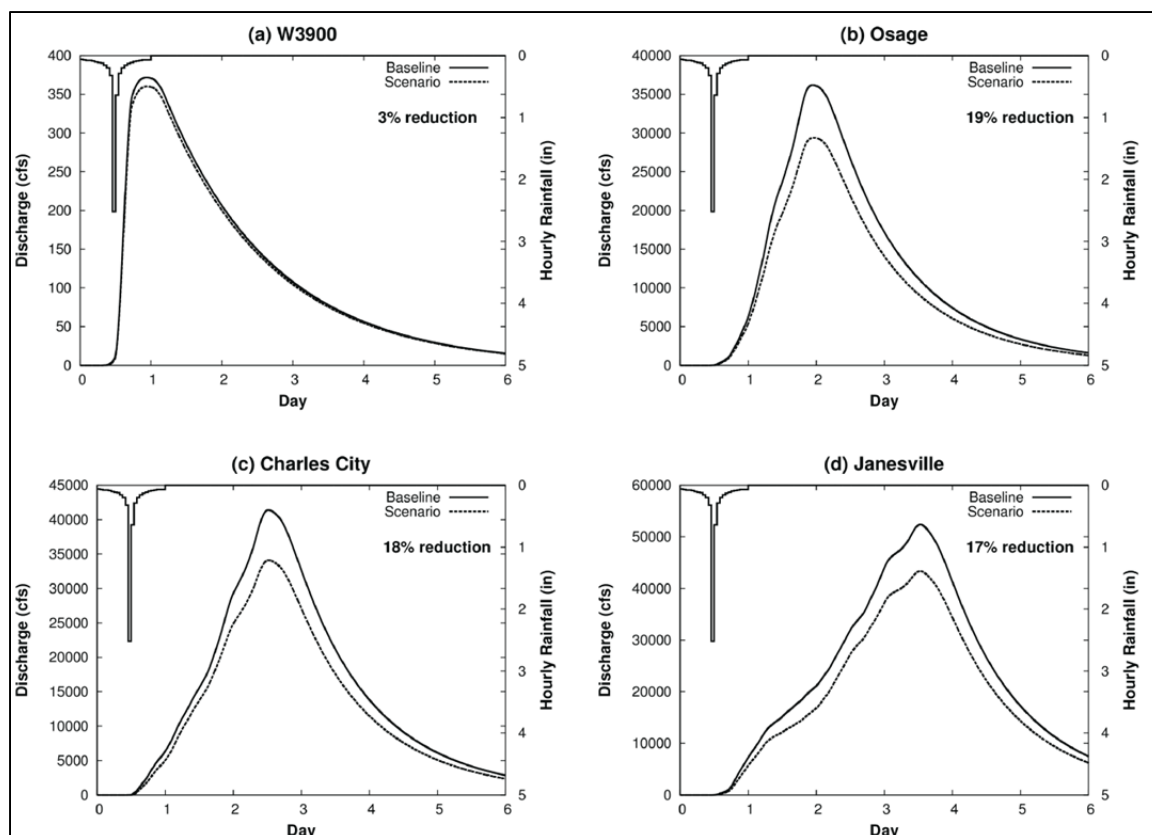 (a) W3900
400
350
300
250
200
150
100
50
0
Discharge (cfs)
0
1
2
3
4
5
Hourly Rainfall (in)
Baseline
Scenario
3% reduction
0 1 2 3 4 5 6
Day
(b) Osage
40000
35000
30000
25000
20000
15000
10000
5000
0
Discharge (cfs)
0
1
2
3
4
5
Hourly Rainfall (in)
Baseline
Scenario
19% reduction
0 1 2 3 4 5 6
Day
(c) Charles City
45000
40000
35000
30000
25000
20000
15000
10000
5000
0
Discharge (cfs)
0
1
2
3
4
5
Hourly Rainfall (in)
Baseline
Scenario
18% reduction
0 1 2 3 4 5 6
Day
(d) Janesville
60000
50000
40000
30000
20000
10000
0
Discharge (cfs)
0
1
2
3
4
5
Hourly Rainfall (in)
Baseline
Scenario
17% reduction
0 1 2 3 4 5 6
Day